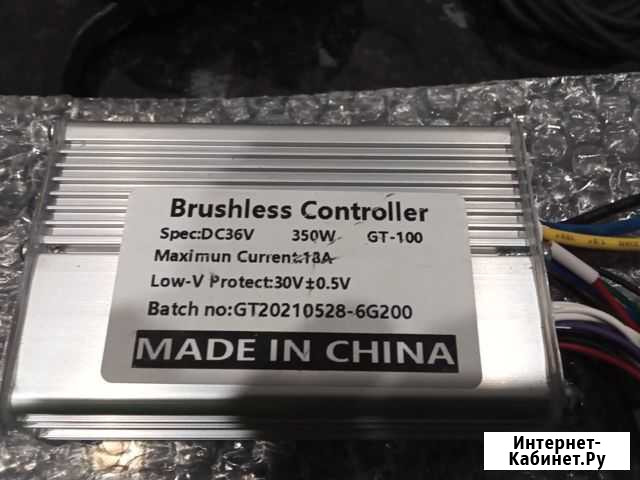 Brushless Controller
Spec:DC36V 350W GT-100
Maximun Current:18A
Low-V Protect:30V±0.5V
Batch no:GT20210528-6G200
MADE IN CHINA
Интернет-
Кабинет.Ру